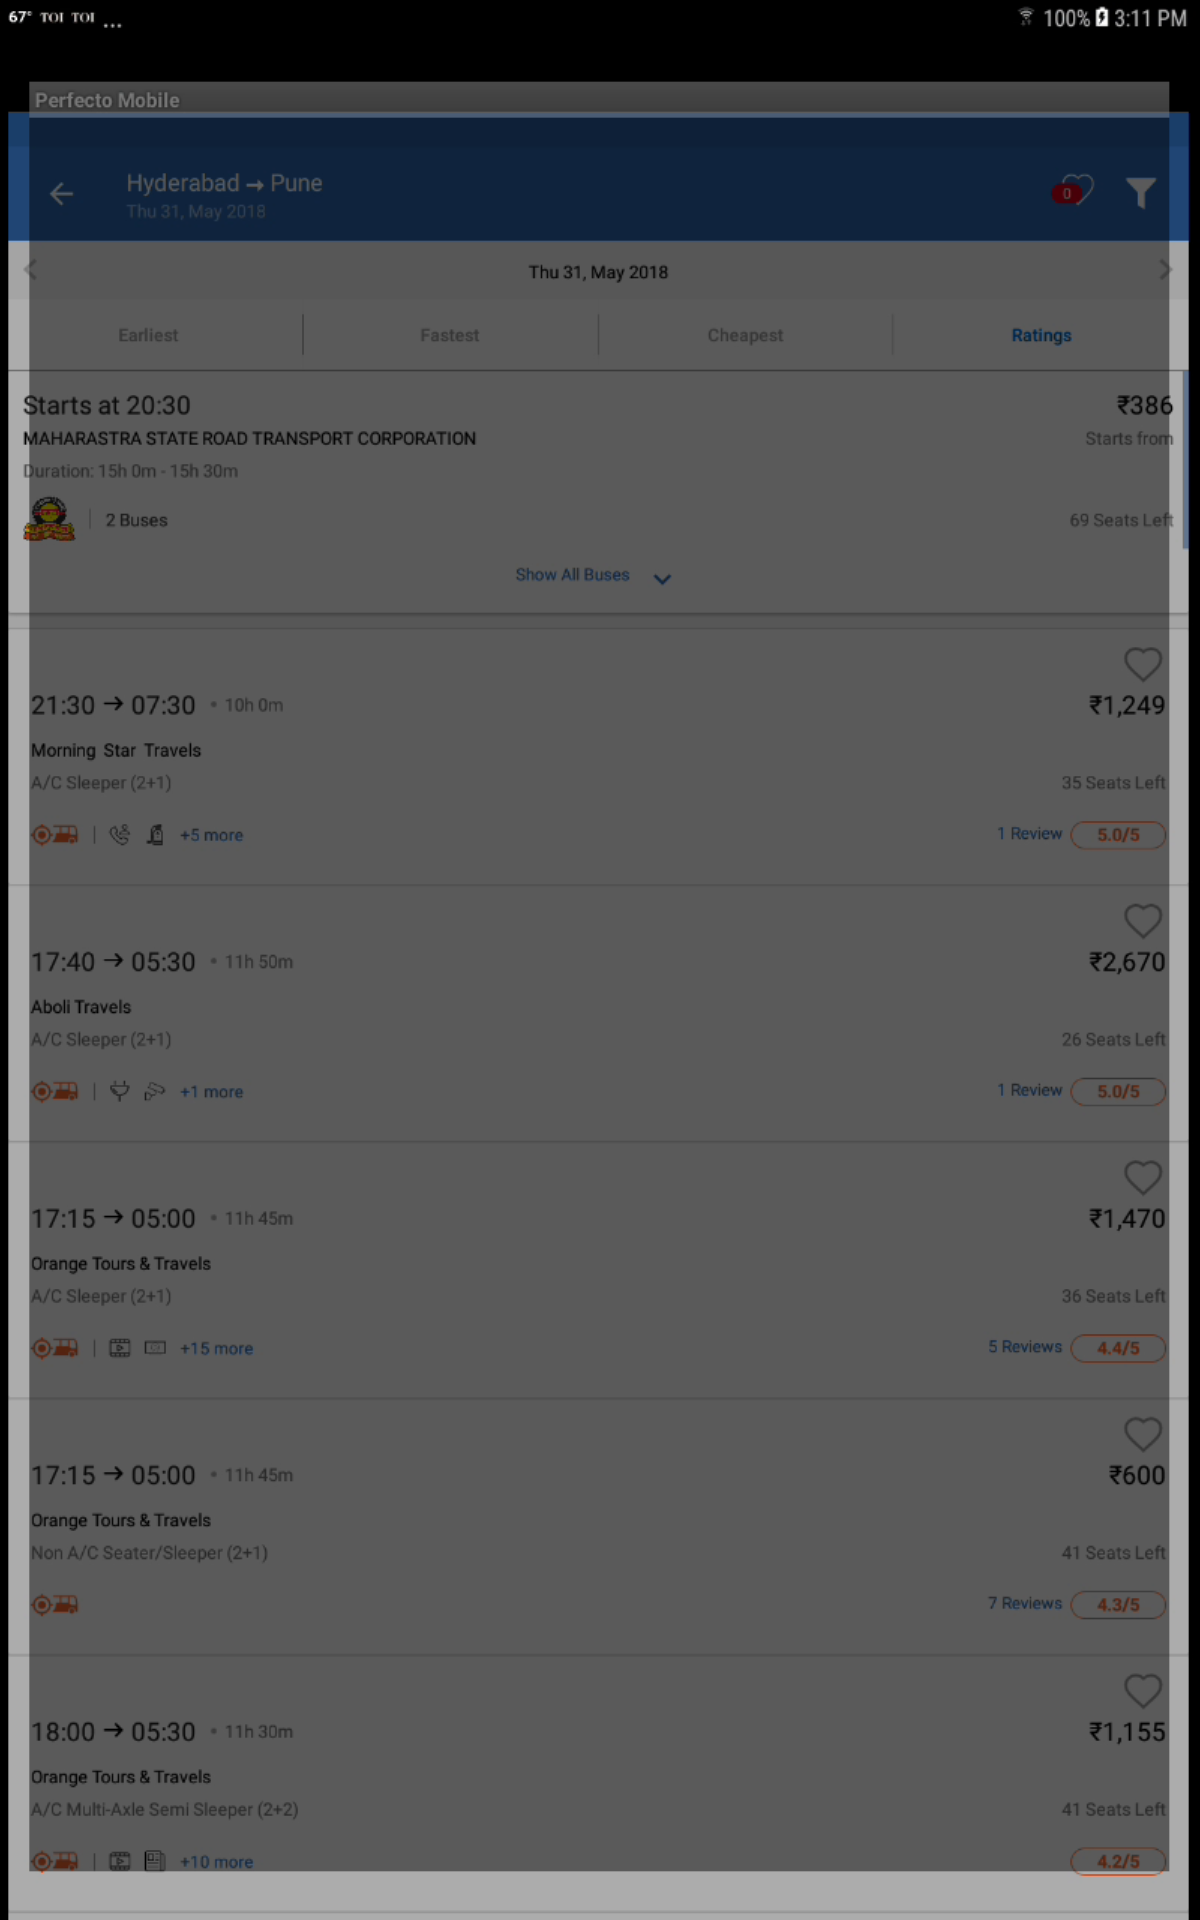 67° TOI TOI ...
100% 3:11 PM
Perfecto Mobile
Hyderabad → Pune
Thu 31, May 2018
0
Thu 31, May 2018
Earliest
Fastest
Cheapest
Ratings
Starts at 20:30
₹386
MAHARASTRA STATE ROAD TRANSPORT CORPORATION
Starts from
Duration: 15h 0m - 15h 30m
2 Buses
69 Seats Left
Show All Buses
21:30 → 07:30 • 10h 0m
₹1,249
Morning Star Travels
A/C Sleeper (2+1)
35 Seats Left
+5 more
1 Review 5.0/5
17:40 → 05:30 • 11h 50m
₹2,670
Aboli Travels
A/C Sleeper (2+1)
26 Seats Left
+1 more
1 Review 5.0/5
17:15 → 05:00 • 11h 45m
₹1,470
Orange Tours & Travels
A/C Sleeper (2+1)
36 Seats Left
+15 more
5 Reviews 4.4/5
17:15 → 05:00 • 11h 45m
₹600
Orange Tours & Travels
Non A/C Seater/Sleeper (2+1)
41 Seats Left
7 Reviews 4.3/5
18:00 → 05:30 • 11h 30m
₹1,155
Orange Tours & Travels
A/C Multi-Axle Semi Sleeper (2+2)
41 Seats Left
+10 more
4.2/5